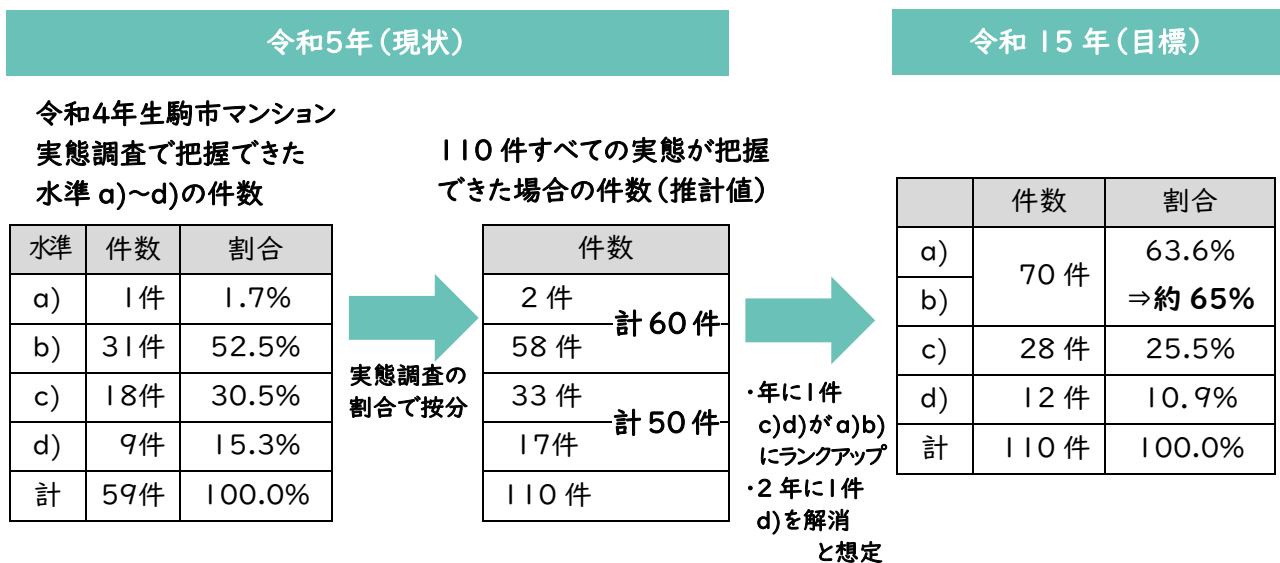 令和5年(現状)
令和4年生駒市マンション
実態調査で把握できた
水準 a)~d)の件数
水準 件数 割合
a) 1件 1.7%
b) 31件 52.5%
c) 18件 30.5%
d) 9件 15.3%
計 59件 100.0%
実態調査の
割合で按分
110 件すべての実態が把握
できた場合の件数(推計値)
件数
2 件
58 件
計 60 件
33 件
17件
計 50 件
110 件
・年に1件
c)d)が a)b)
にランクアップ
・2 年に1件
d)を解消
と想定
令和 15 年(目標)
件数 割合
a)
b)
70 件
63.6%
⇒約 65%
c) 28 件 25.5%
d) 12 件 10.9%
計 110 件 100.0%